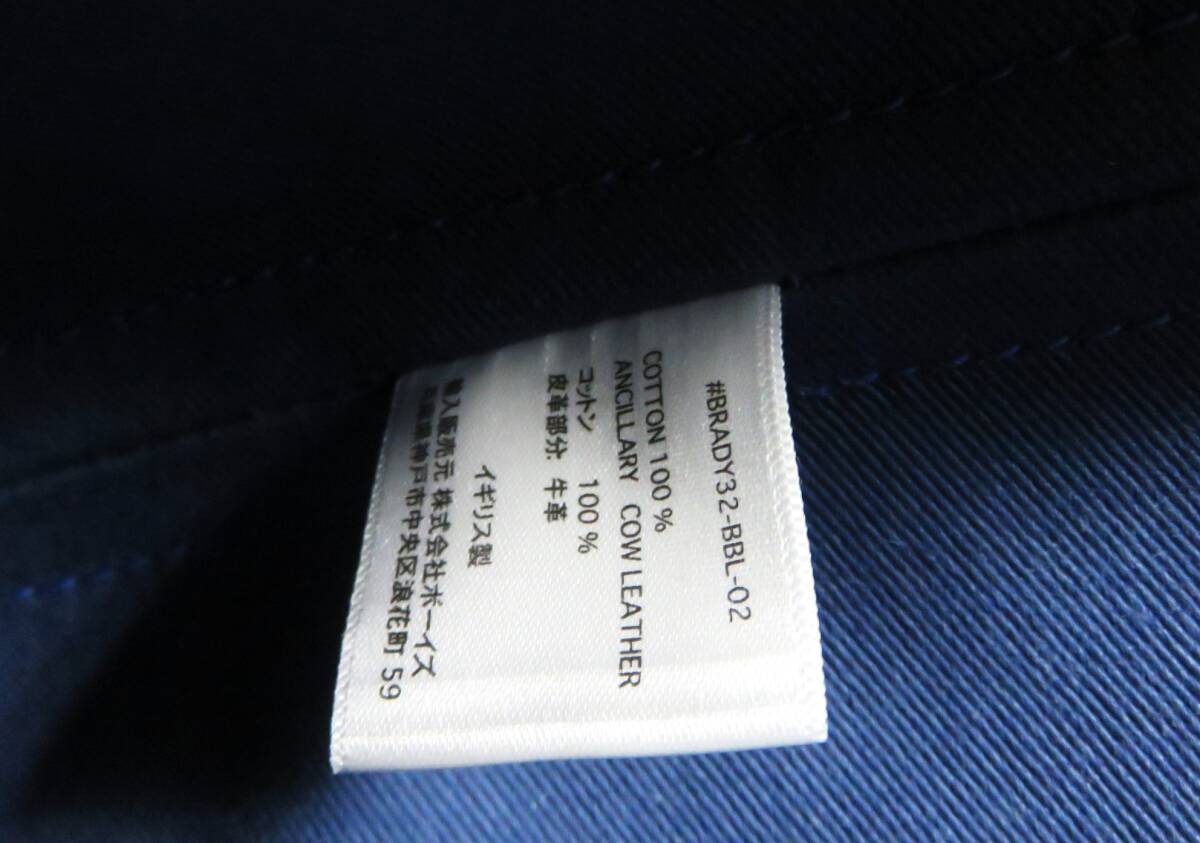 #BRADY32-BBL-02
COTTON 100 %
ANCILLARY COW LEATHER
コットン 100 %
皮革部分: 牛革
イギリス製
輸入販売元 株式会社ボーイズ
兵庫県神戸市中央区浪花町 59